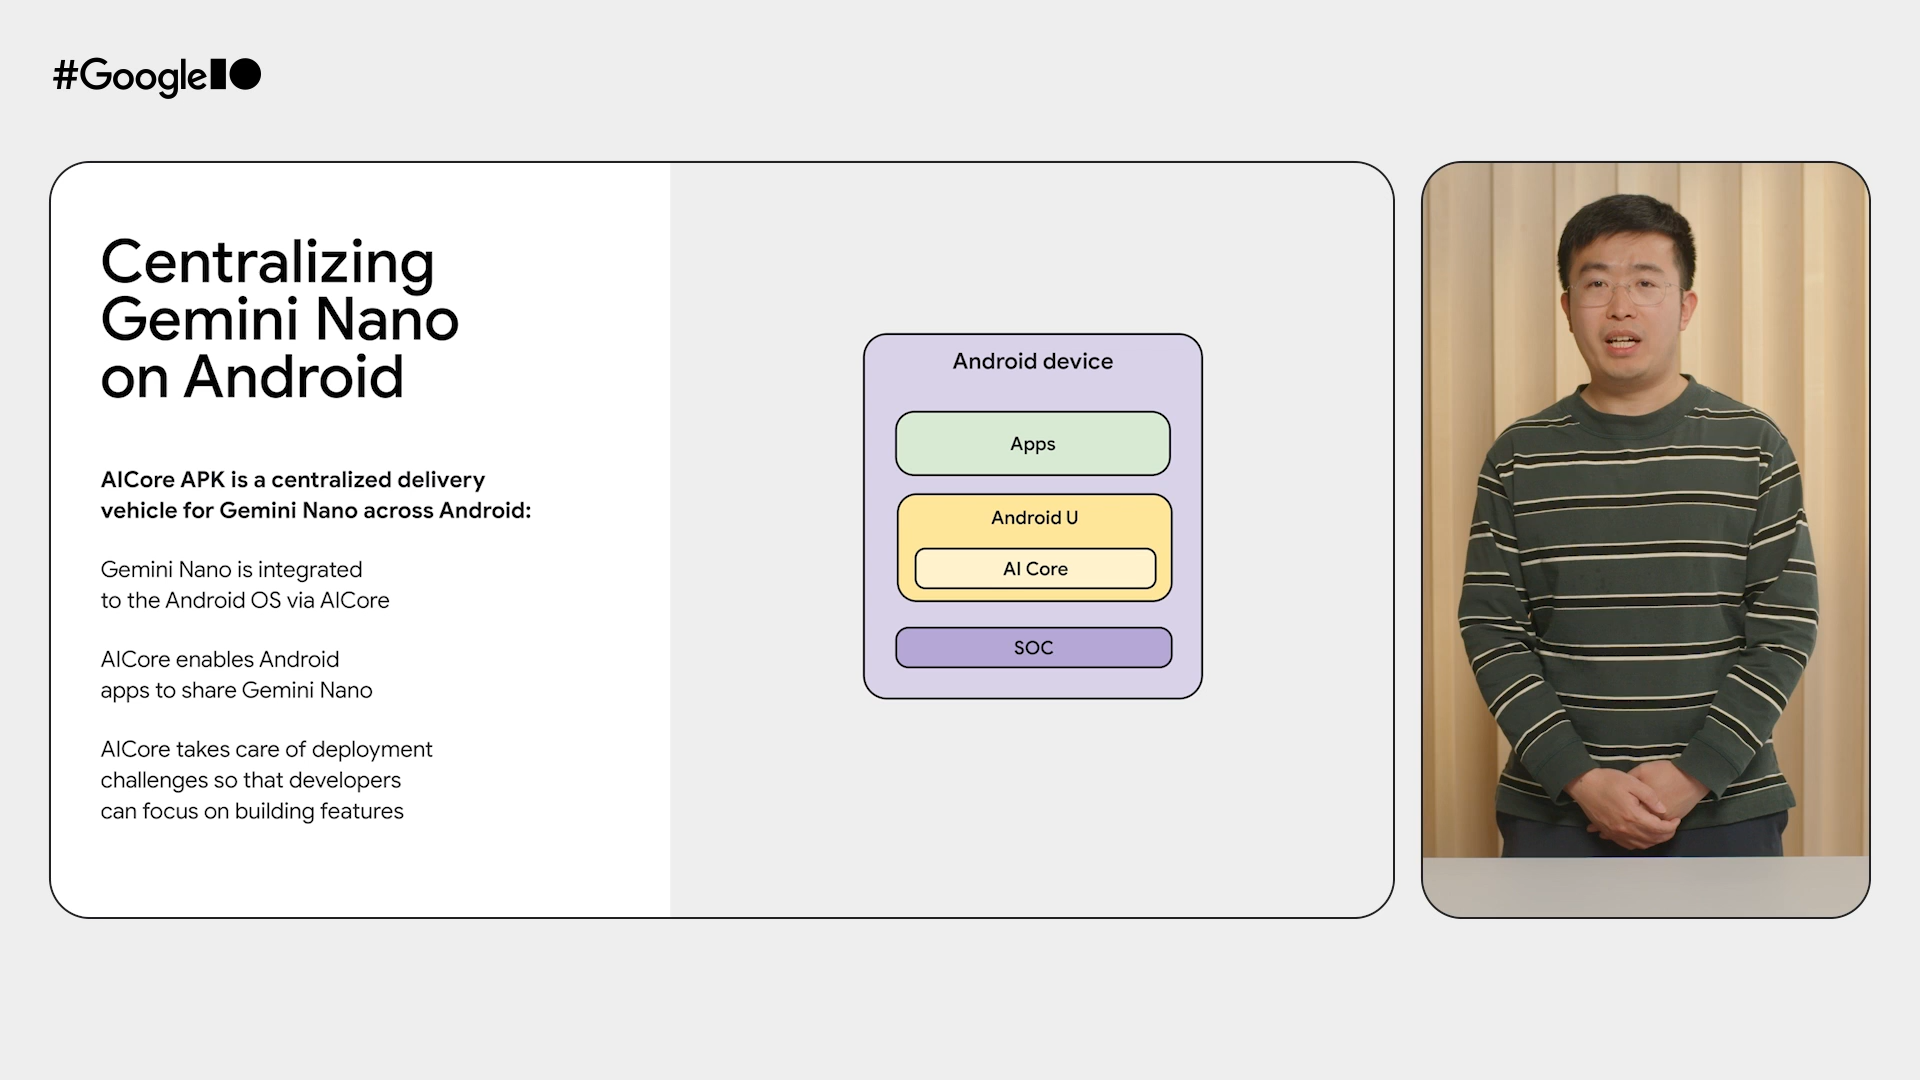 #GoogleIO
Centralizing
Gemini Nano
on Android
AICore APK is a centralized delivery
vehicle for Gemini Nano across Android:
Gemini Nano is integrated
to the Android OS via AICore
AICore enables Android
apps to share Gemini Nano
AICore takes care of deployment
challenges so that developers
can focus on building features
Android device
Apps
Android U
AI Core
SOC